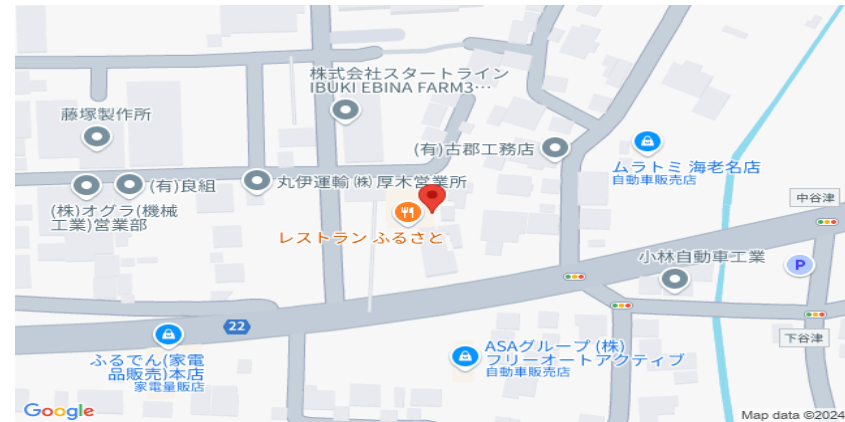 株式会社スタートライン
IBUKI EBINA FARM3…
藤塚製作所
(有)古郡工務店
ムラトミ 海老名店
自動車販売店
(有)良組
丸伊運輸㈱ 厚木営業所
中谷津
(株)オグラ(機械
工業)営業部
レストラン ふるさと
小林自動車工業
P
22
下谷津
ふるでん(家電
品販売)本店
家電量販店
ASAグループ (株)
フリーオートアクティブ
自動車販売店
Google
Map data ©2024